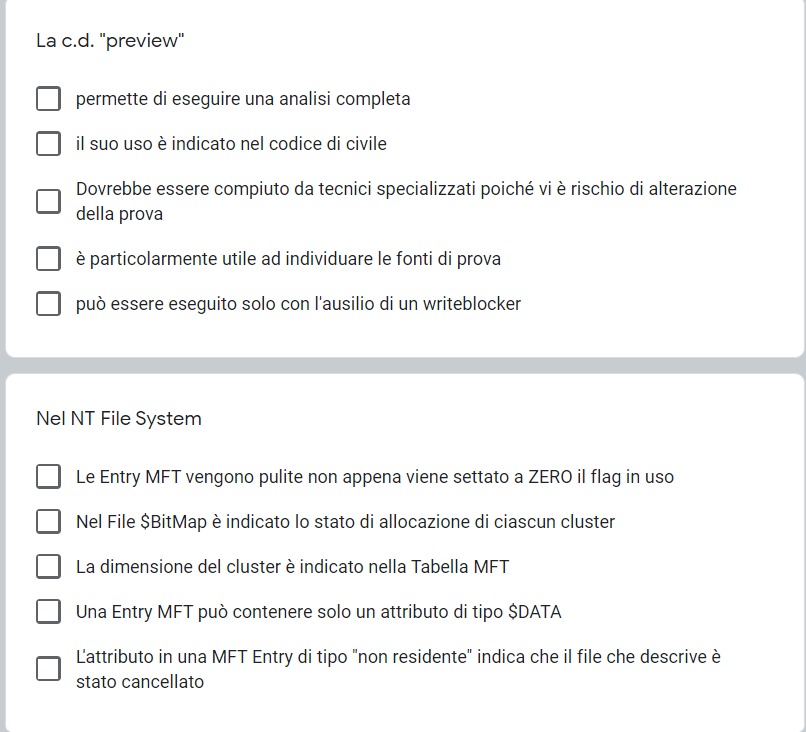 La c.d. "preview"
permette di eseguire una analisi completa
il suo uso è indicato nel codice di civile
Dovrebbe essere compiuto da tecnici specializzati poiché vi è rischio di alterazione
della prova
è particolarmente utile ad individuare le fonti di prova
può essere eseguito solo con l'ausilio di un writeblocker
Nel NT File System
Le Entry MFT vengono pulite non appena viene settato a ZERO il flag in uso
Nel File $BitMap è indicato lo stato di allocazione di ciascun cluster
La dimensione del cluster è indicato nella Tabella MFT
Una Entry MFT può contenere solo un attributo di tipo $DATA
L'attributo in una MFT Entry di tipo "non residente" indica che il file che descrive è
stato cancellato